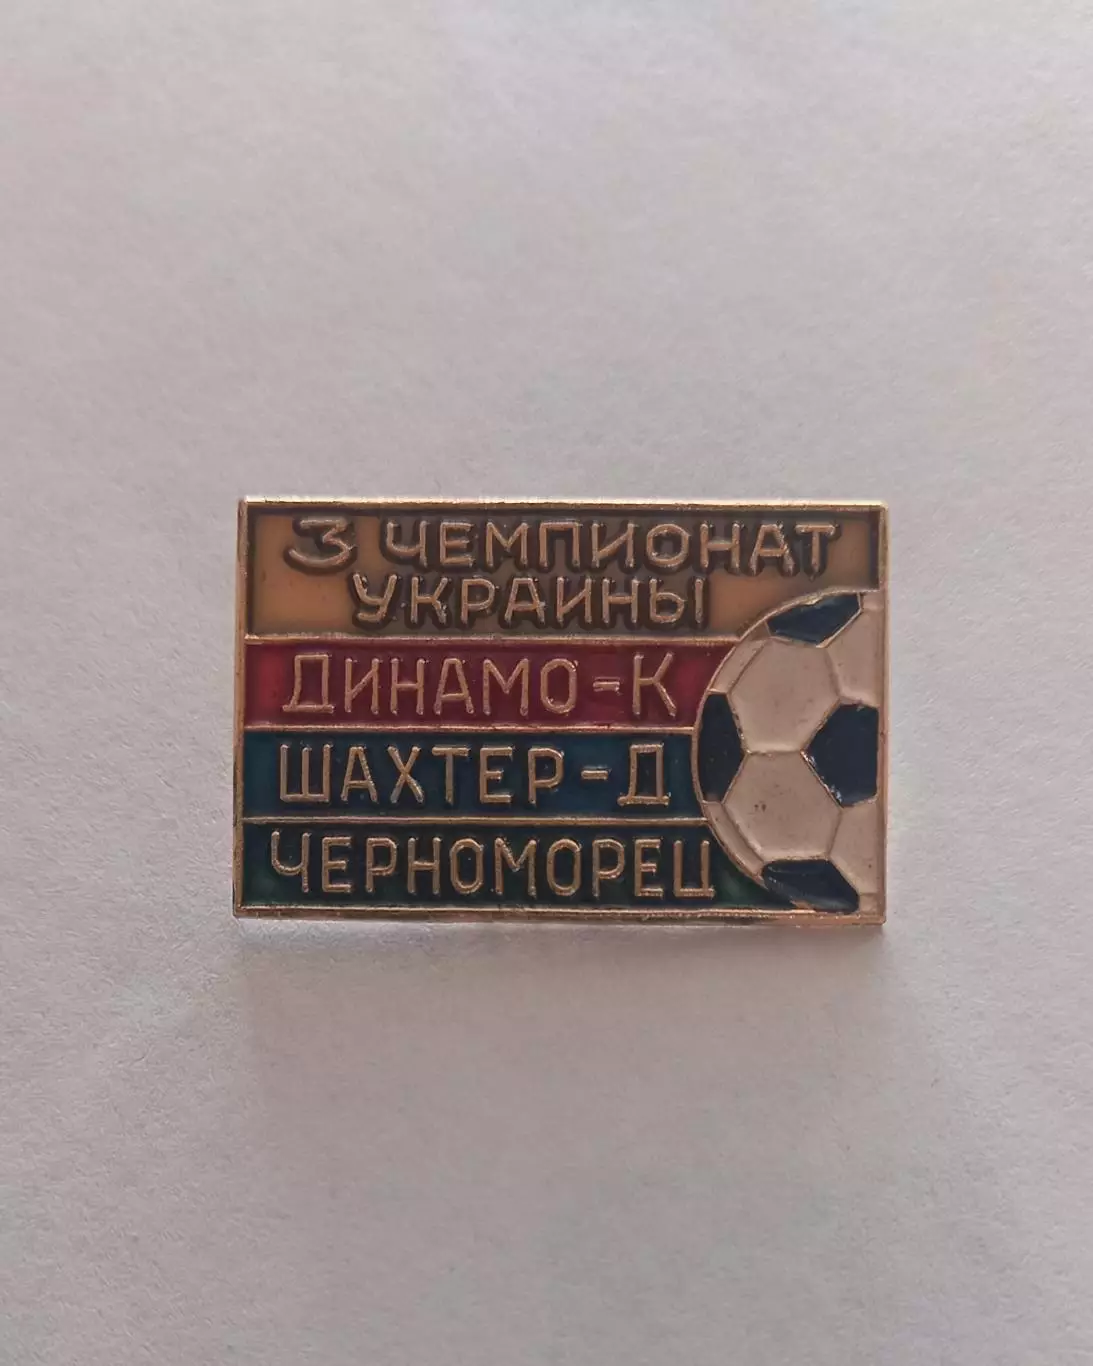 3 ЧЕМПИОНАТ
УКРАИНЫ
ДИНАМО-К
ШАХТЕР-Д
ЧЕРНОМОРЕЦ